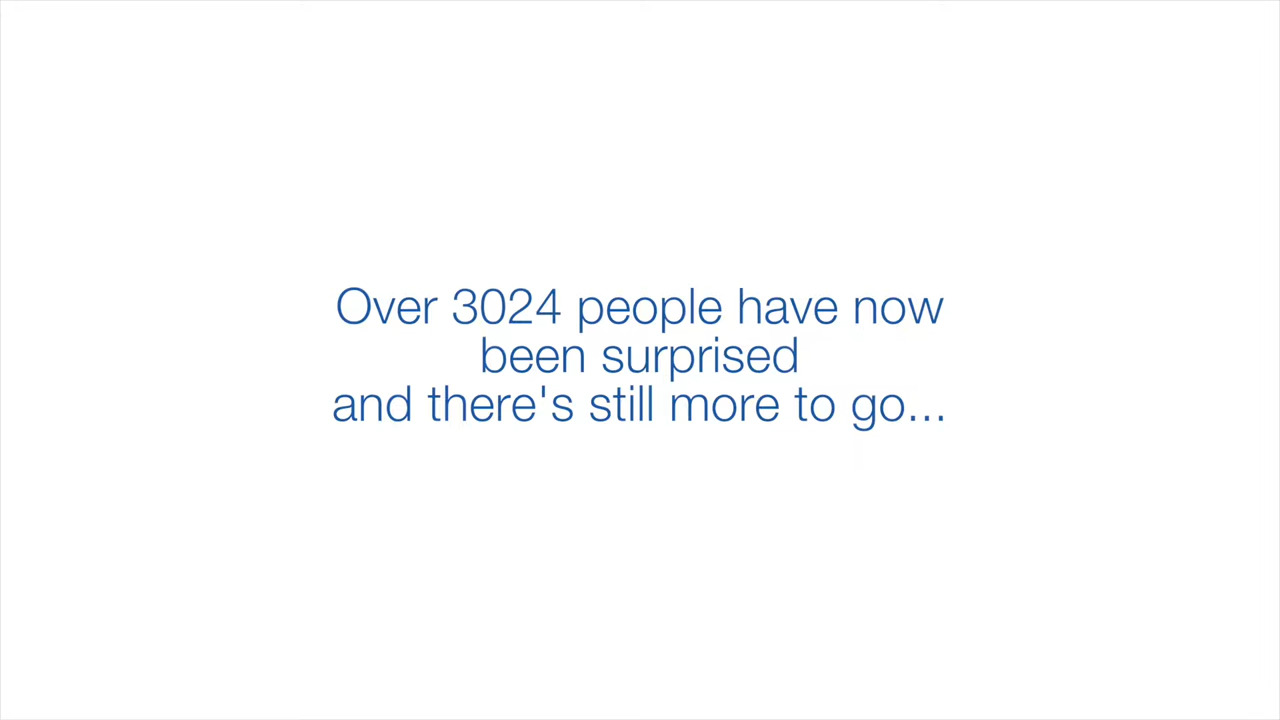 Over 3024 people have now
been surprised
and there's still more to go...